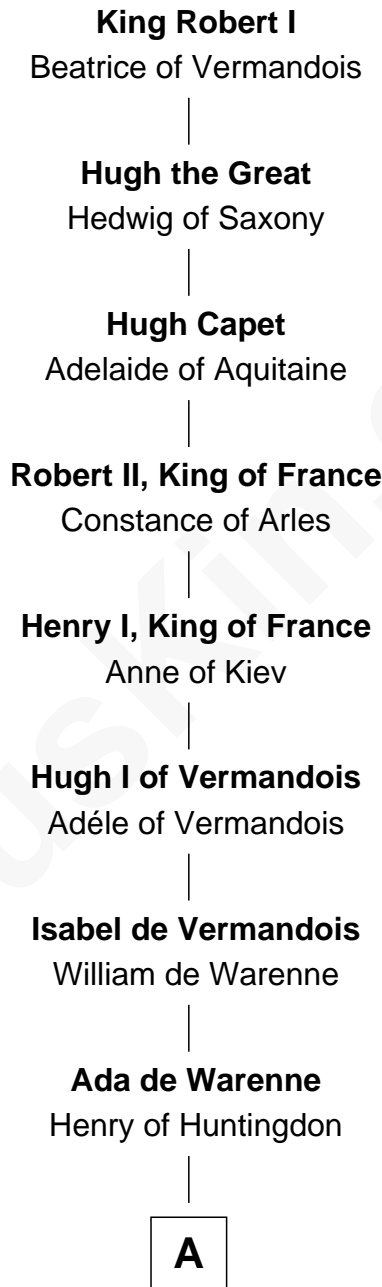 King Robert I
Beatrice of Vermandois
Hugh the Great
Hedwig of Saxony
Hugh Capet
Adelaide of Aquitaine
Robert II, King of France
Constance of Arles
Henry I, King of France
Anne of Kiev
Hugh I of Vermandois
Adéle of Vermandois
Isabel de Vermandois
William de Warenne
Ada de Warenne
Henry of Huntingdon
A